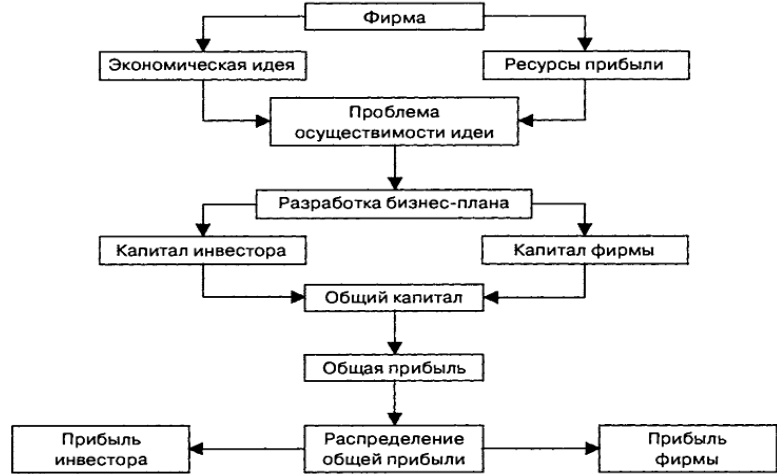 Фирма
Экономическая идея
Ресурсы прибыли
Проблема
осуществимости идеи
Разработка бизнес-плана
Капитал инвестора
Капитал фирмы
Общий капитал
Общая прибыль
Прибыль
инвестора
Распределение
общей прибыли
Прибыль
фирмы